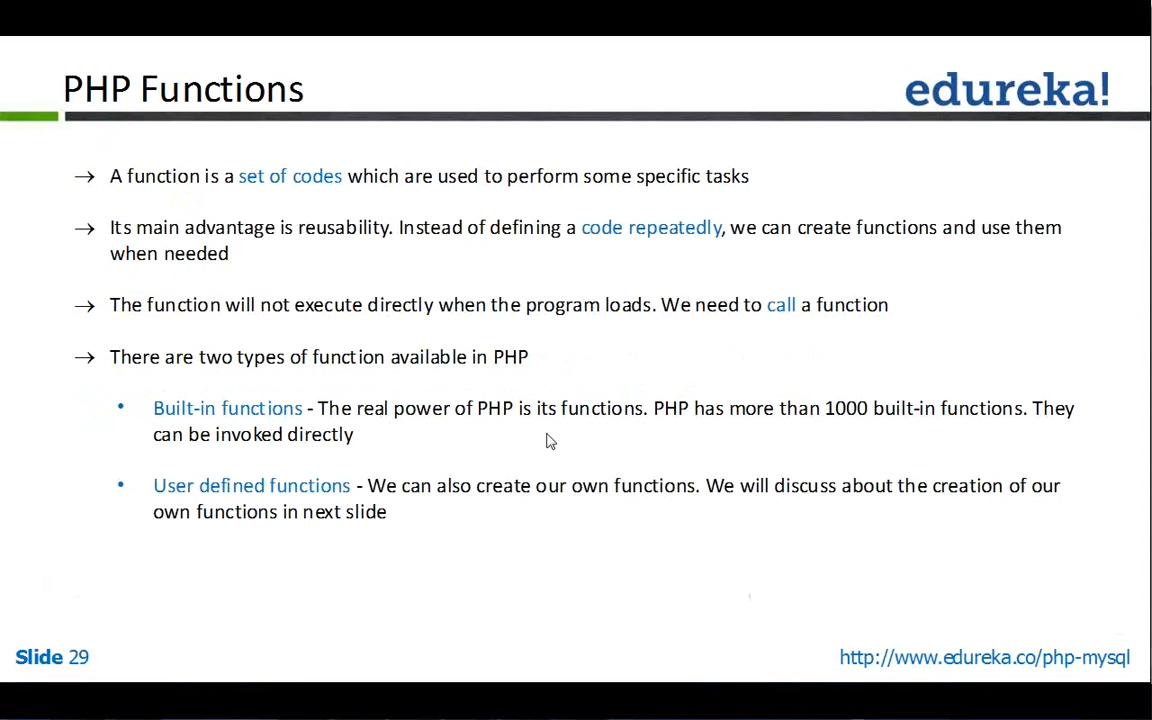 PHP Functions
edureka!
→ A function is a set of codes which are used to perform some specific tasks
→ Its main advantage is reusability. Instead of defining a code repeatedly, we can create functions and use them
when needed
→ The function will not execute directly when the program loads. We need to call a function
→ There are two types of function available in PHP
• Built-in functions - The real power of PHP is its functions. PHP has more than 1000 built-in functions. They
can be invoked directly
• User defined functions - We can also create our own functions. We will discuss about the creation of our
own functions in next slide
Slide 29
http://www.edureka.co/php-mysql